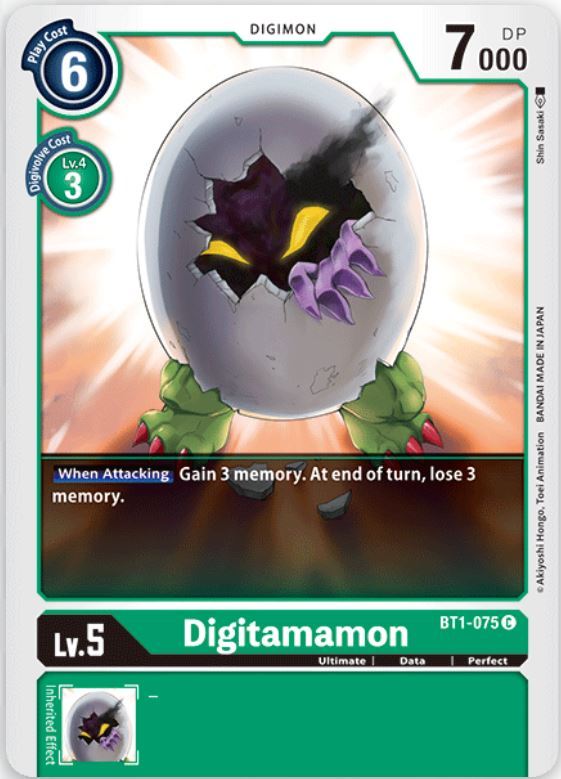 DIGIMON
Play Cost
6
7000
DP
Digivolve Cost
Lv.4
3
Shin Sasaki
When Attacking Gain 3 memory. At end of turn, lose 3
memory.
©Akiyoshi Hongo, Toei Animation BANDAI MADE IN JAPAN
Lv.5
Digitamamon
BT1-075 C
Ultimate | Data | Perfect
Inherited Effect
–